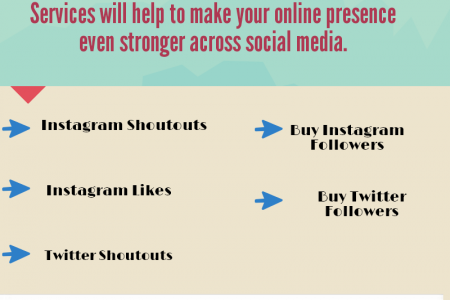 Services will help to make your online presence
even stronger across social media.
Instagram Shoutouts
Instagram Likes
Twitter Shoutouts
Buy Instagram
Followers
Buy Twitter
Followers